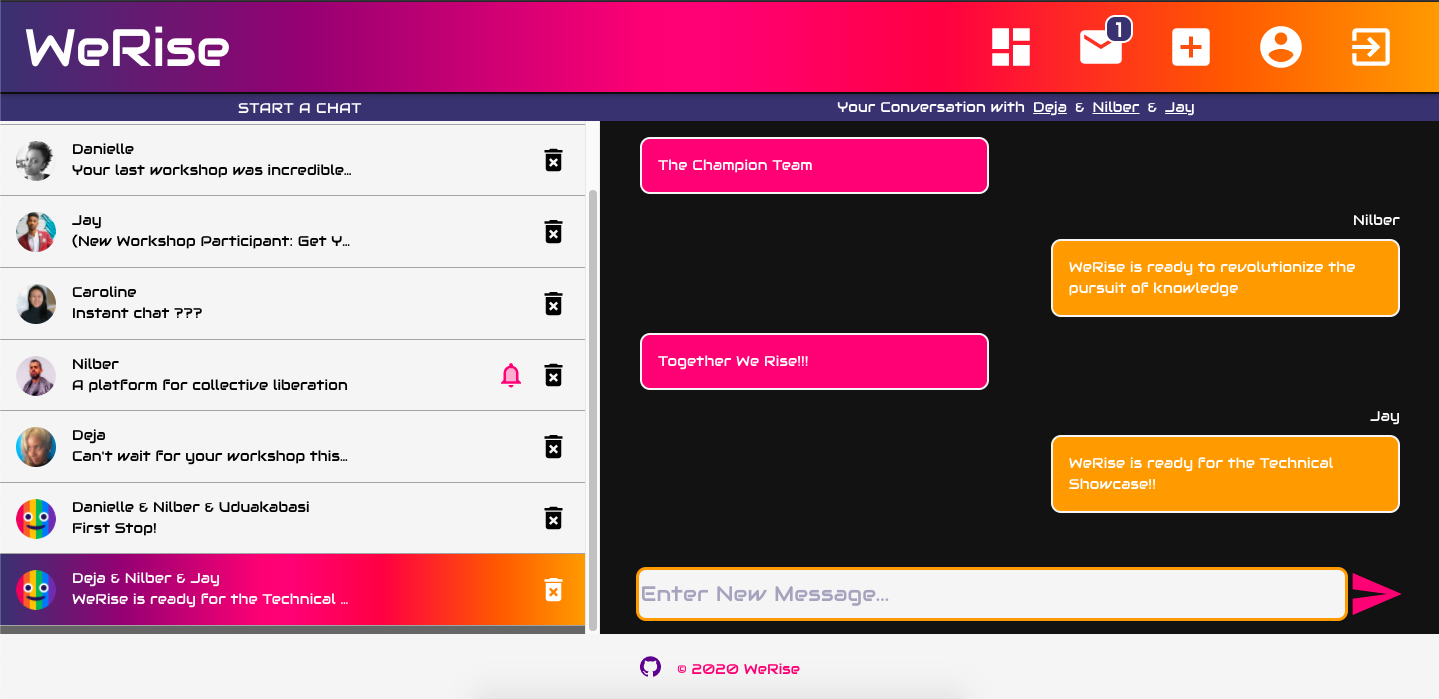 WeRise
1
START A CHAT
Your Conversation with Deja & Nilber & Jay
Danielle
Your last workshop was incredible...
Jay
(New Workshop Participant: Get Y...
Caroline
Instant chat ???
Nilber
A platform for collective liberation
Deja
Can't wait for your workshop this...
Danielle & Nilber & Uduakabasi
First Stop!
Deja & Nilber & Jay
WeRise is ready for the Technical ...
The Champion Team
Nilber
WeRise is ready to revolutionize the
pursuit of knowledge
Together We Rise!!!
Jay
WeRise is ready for the Technical
Showcase!!
Enter New Message...
© 2020 WeRise